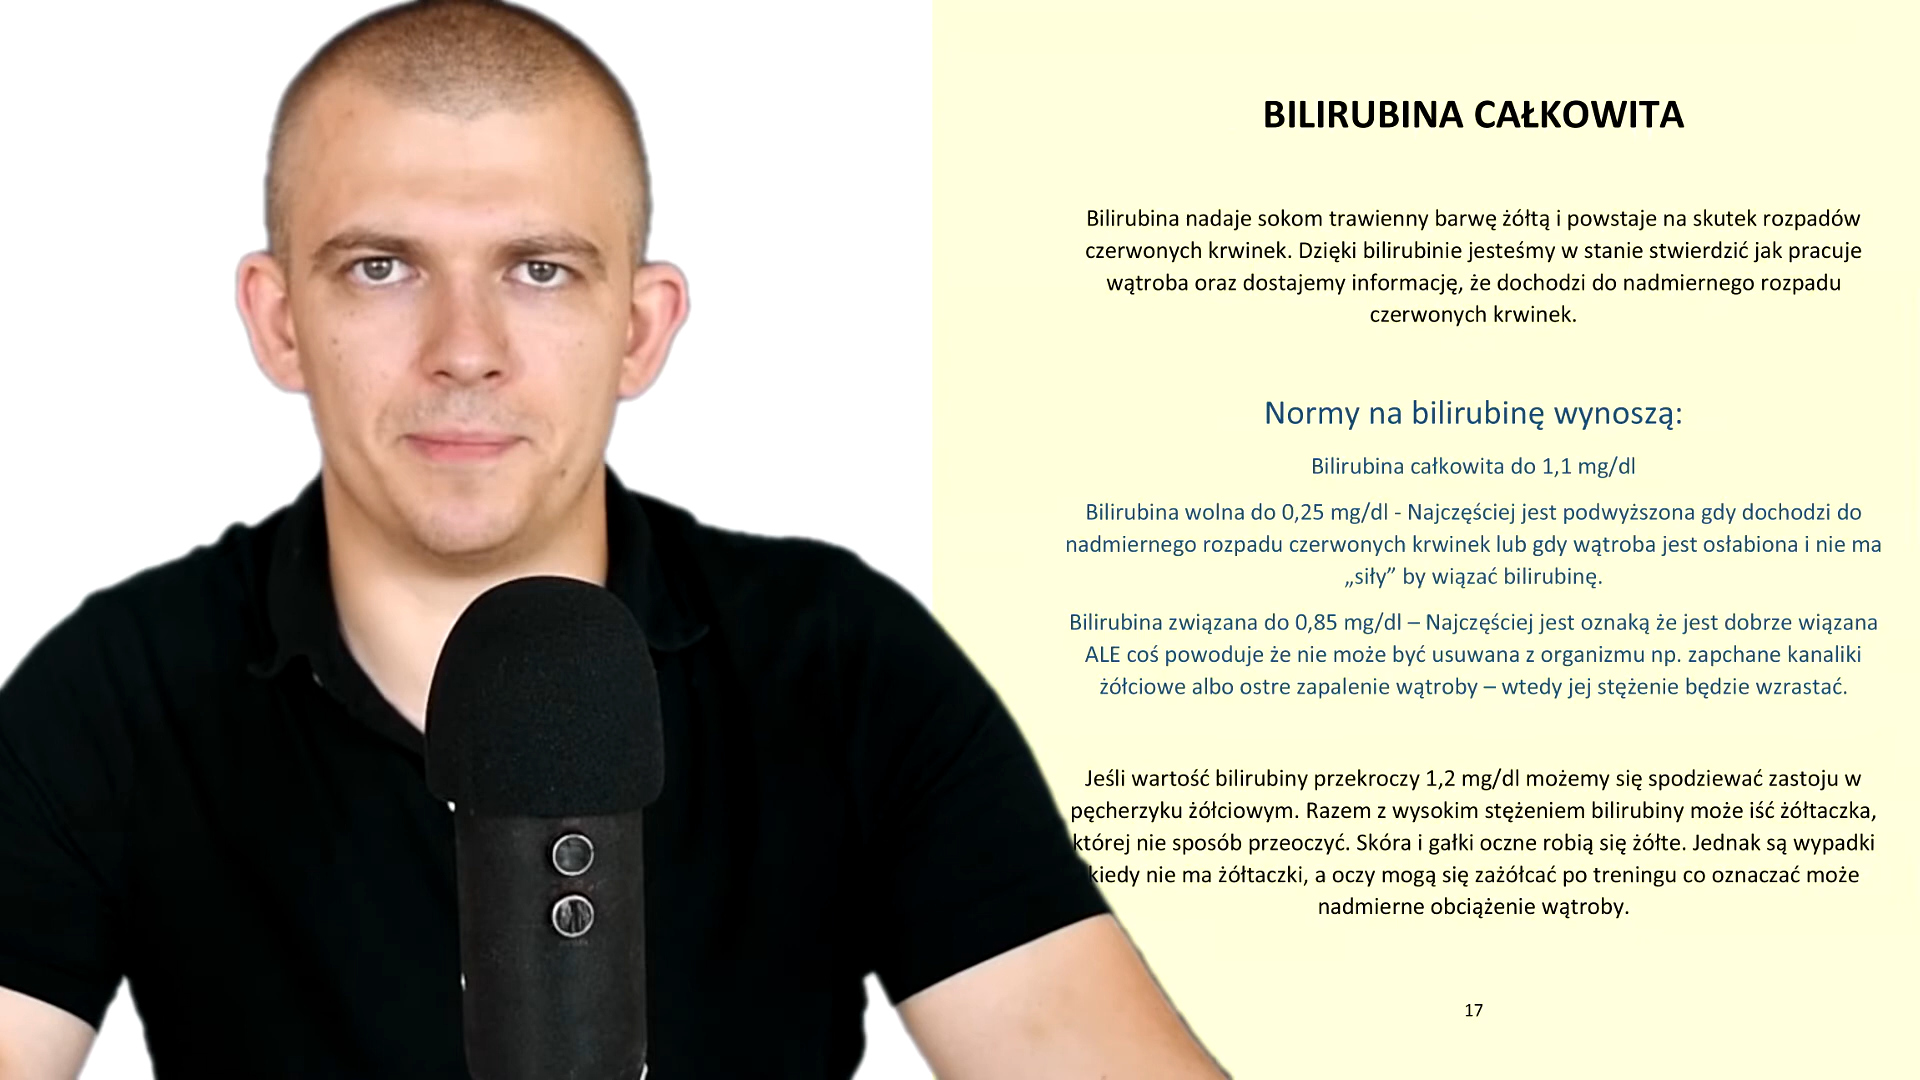 BILIRUBINA CAŁKOWITA
Bilirubina nadaje sokom trawienny barwę żółtą i powstaje na skutek rozpadów
czerwonych krwinek. Dzięki bilirubinie jesteśmy w stanie stwierdzić jak pracuje
wątroba oraz dostajemy informację, że dochodzi do nadmiernego rozpadu
czerwonych krwinek.
Normy na bilirubinę wynoszą:
Bilirubina całkowita do 1,1 mg/dl
Bilirubina wolna do 0,25 mg/dl - Najczęściej jest podwyższona gdy dochodzi do
nadmiernego rozpadu czerwonych krwinek lub gdy wątroba jest osłabiona i nie ma
„siły” by wiązać bilirubinę.
Bilirubina związana do 0,85 mg/dl – Najczęściej jest oznaką że jest dobrze wiązana
ALE coś powoduje że nie może być usuwana z organizmu np. zapchane kanaliki
żółciowe albo ostre zapalenie wątroby – wtedy jej stężenie będzie wzrastać.
Jeśli wartość bilirubiny przekroczy 1,2 mg/dl możemy się spodziewać zastoju w
pęcherzyku żółciowym. Razem z wysokim stężeniem bilirubiny może iść żółtaczka,
której nie sposób przeoczyć. Skóra i gałki oczne robią się żółte. Jednak są wypadki
kiedy nie ma żółtaczki, a oczy mogą się zażółcać po treningu co oznaczać może
nadmierne obciążenie wątroby.
17